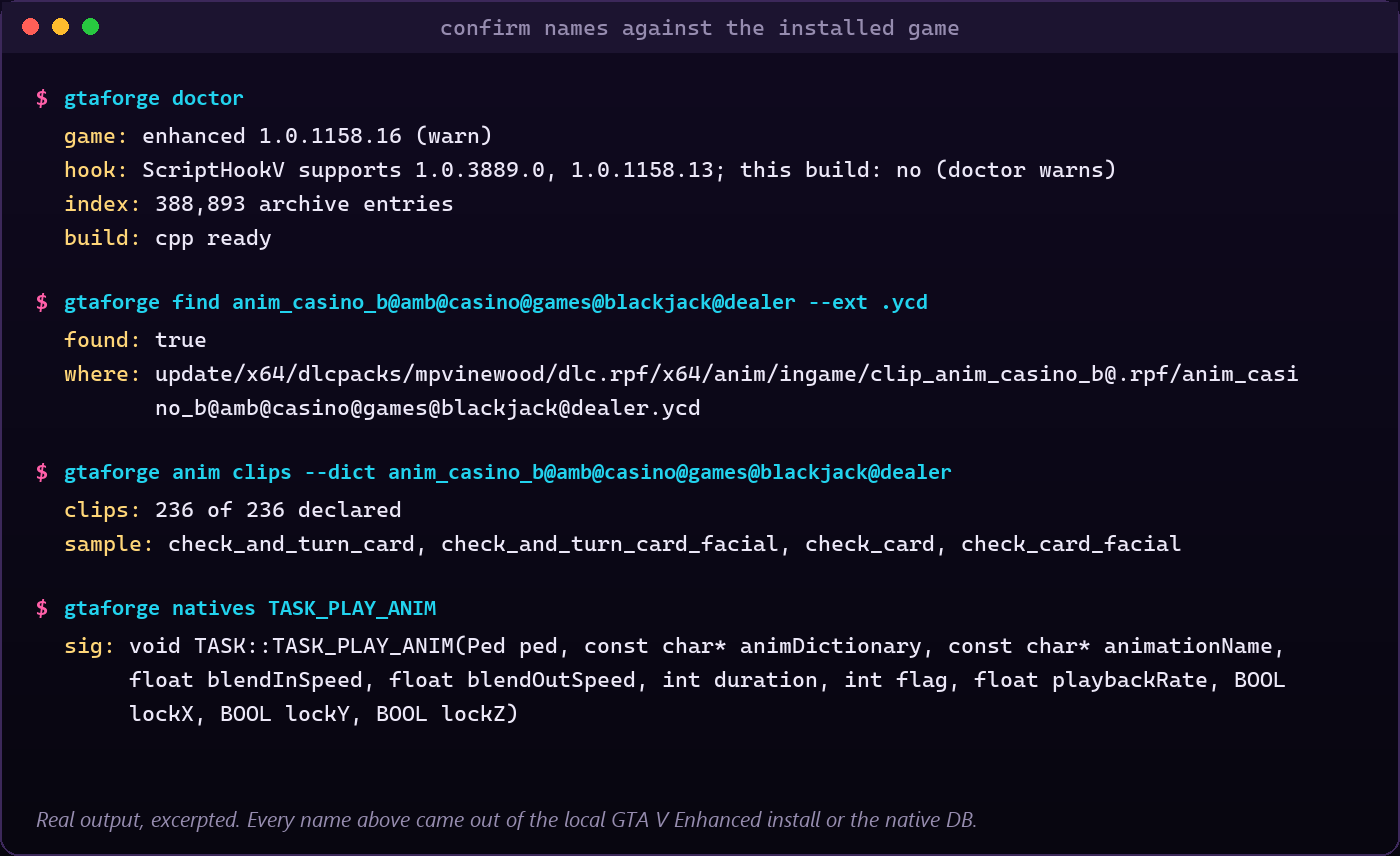 confirm names against the installed game
$ gtaforge doctor
game: enhanced 1.0.1158.16 (warn)
hook: ScriptHookV supports 1.0.3889.0, 1.0.1158.13; this build: no (doctor warns)
index: 388,893 archive entries
build: cpp ready
$ gtaforge find anim_casino_b@amb@casino@games@blackjack@dealer --ext .ycd
found: true
where: update/x64/dlcpacks/mpvinewood/dlc.rpf/x64/anim/ingame/clip_anim_casino_b@.rpf/anim_casi
no_b@amb@casino@games@blackjack@dealer.ycd
$ gtaforge anim clips --dict anim_casino_b@amb@casino@games@blackjack@dealer
clips: 236 of 236 declared
sample: check_and_turn_card, check_and_turn_card_facial, check_card, check_card_facial
$ gtaforge natives TASK_PLAY_ANIM
sig: void TASK::TASK_PLAY_ANIM(Ped ped, const char* animDictionary, const char* animationName,
float blendInSpeed, float blendOutSpeed, int duration, int flag, float playbackRate, BOOL
lockX, BOOL lockY, BOOL lockZ)
Real output, excerpted. Every name above came out of the local GTA V Enhanced install or the native DB.